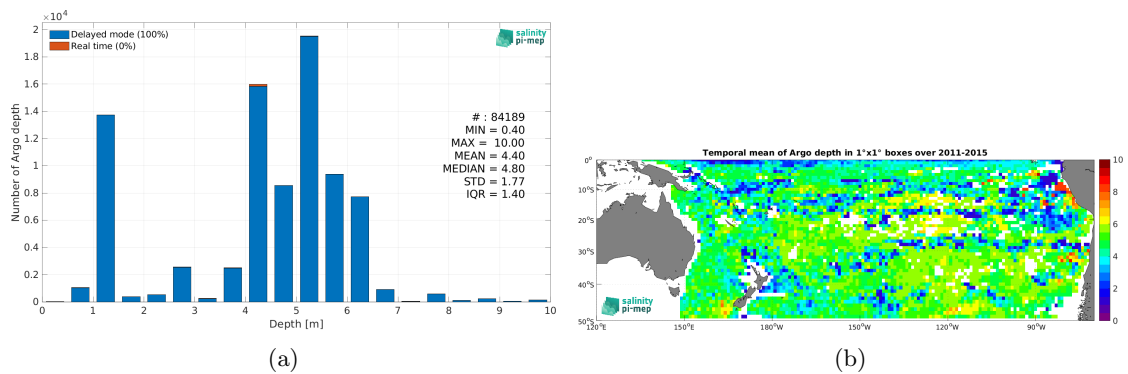 ×10⁴
Delayed mode (100%)
Real time (0%)
salinity
pi-mep
2
1.8
1.6
1.4
1.2
1
0.8
0.6
0.4
0.2
0
Number of Argo depth
# : 84189
MIN = 0.40
MAX = 10.00
MEAN = 4.40
MEDIAN = 4.80
STD = 1.77
IQR = 1.40
0 1 2 3 4 5 6 7 8 9 10
Depth [m]
(a)
Temporal mean of Argo depth in 1°x1° boxes over 2011-2015
0°
10°S
20°S
30°S
40°S
50°S
120°E 150°E 180°W 150°W 120°W 90°W
10
8
6
4
2
0
salinity
pi-mep
(b)